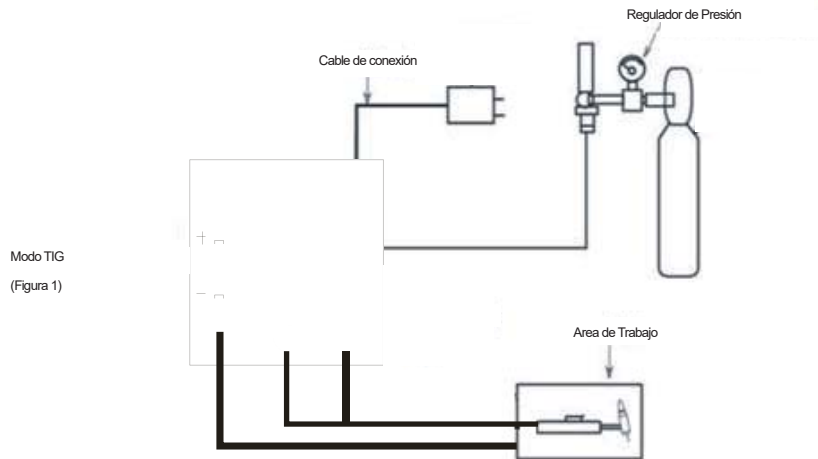 Regulador de Presión
Cable de conexión
+
Modo TIG
(Figura 1)
−
Area de Trabajo